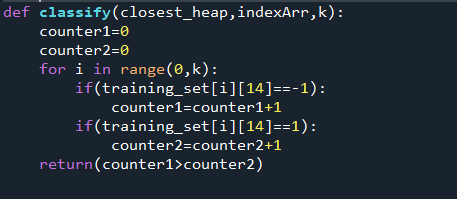 def classify(closest_heap,indexArr,k):
    counter1=0
    counter2=0
    for i in range(0,k):
        if(training_set[i][14]==-1):
            counter1=counter1+1
        if(training_set[i][14]==1):
            counter2=counter2+1
    return(counter1>counter2)